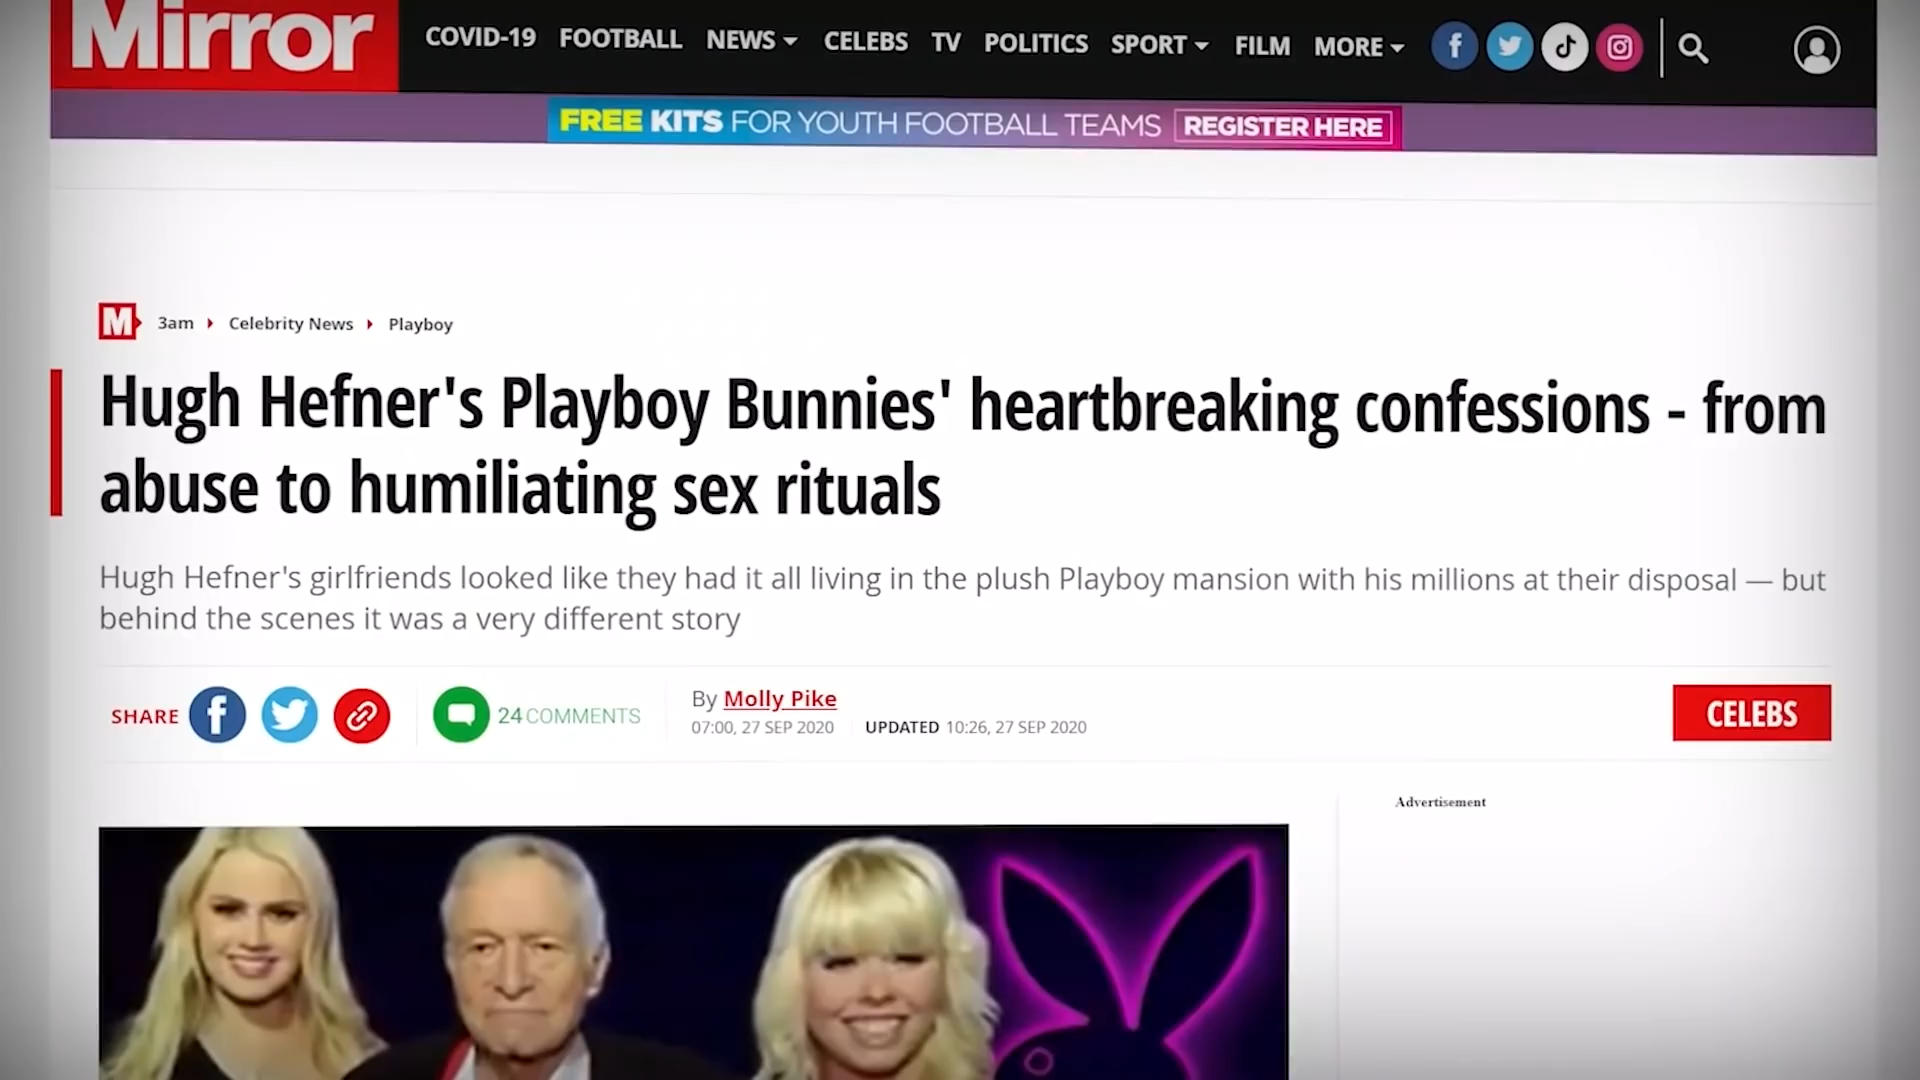 Mirror
COVID-19 FOOTBALL NEWS CELEBS TV POLITICS SPORT FILM MORE
FREE KITS FOR YOUTH FOOTBALL TEAMS REGISTER HERE
M 3am Celebrity News Playboy
Hugh Hefner's Playboy Bunnies' heartbreaking confessions - from
abuse to humiliating sex rituals
Hugh Hefner's girlfriends looked like they had it all living in the plush Playboy mansion with his millions at their disposal — but
behind the scenes it was a very different story
SHARE 24 COMMENTS
By Molly Pike
07:00, 27 SEP 2020 UPDATED 10:26, 27 SEP 2020
CELEBS
Advertisement